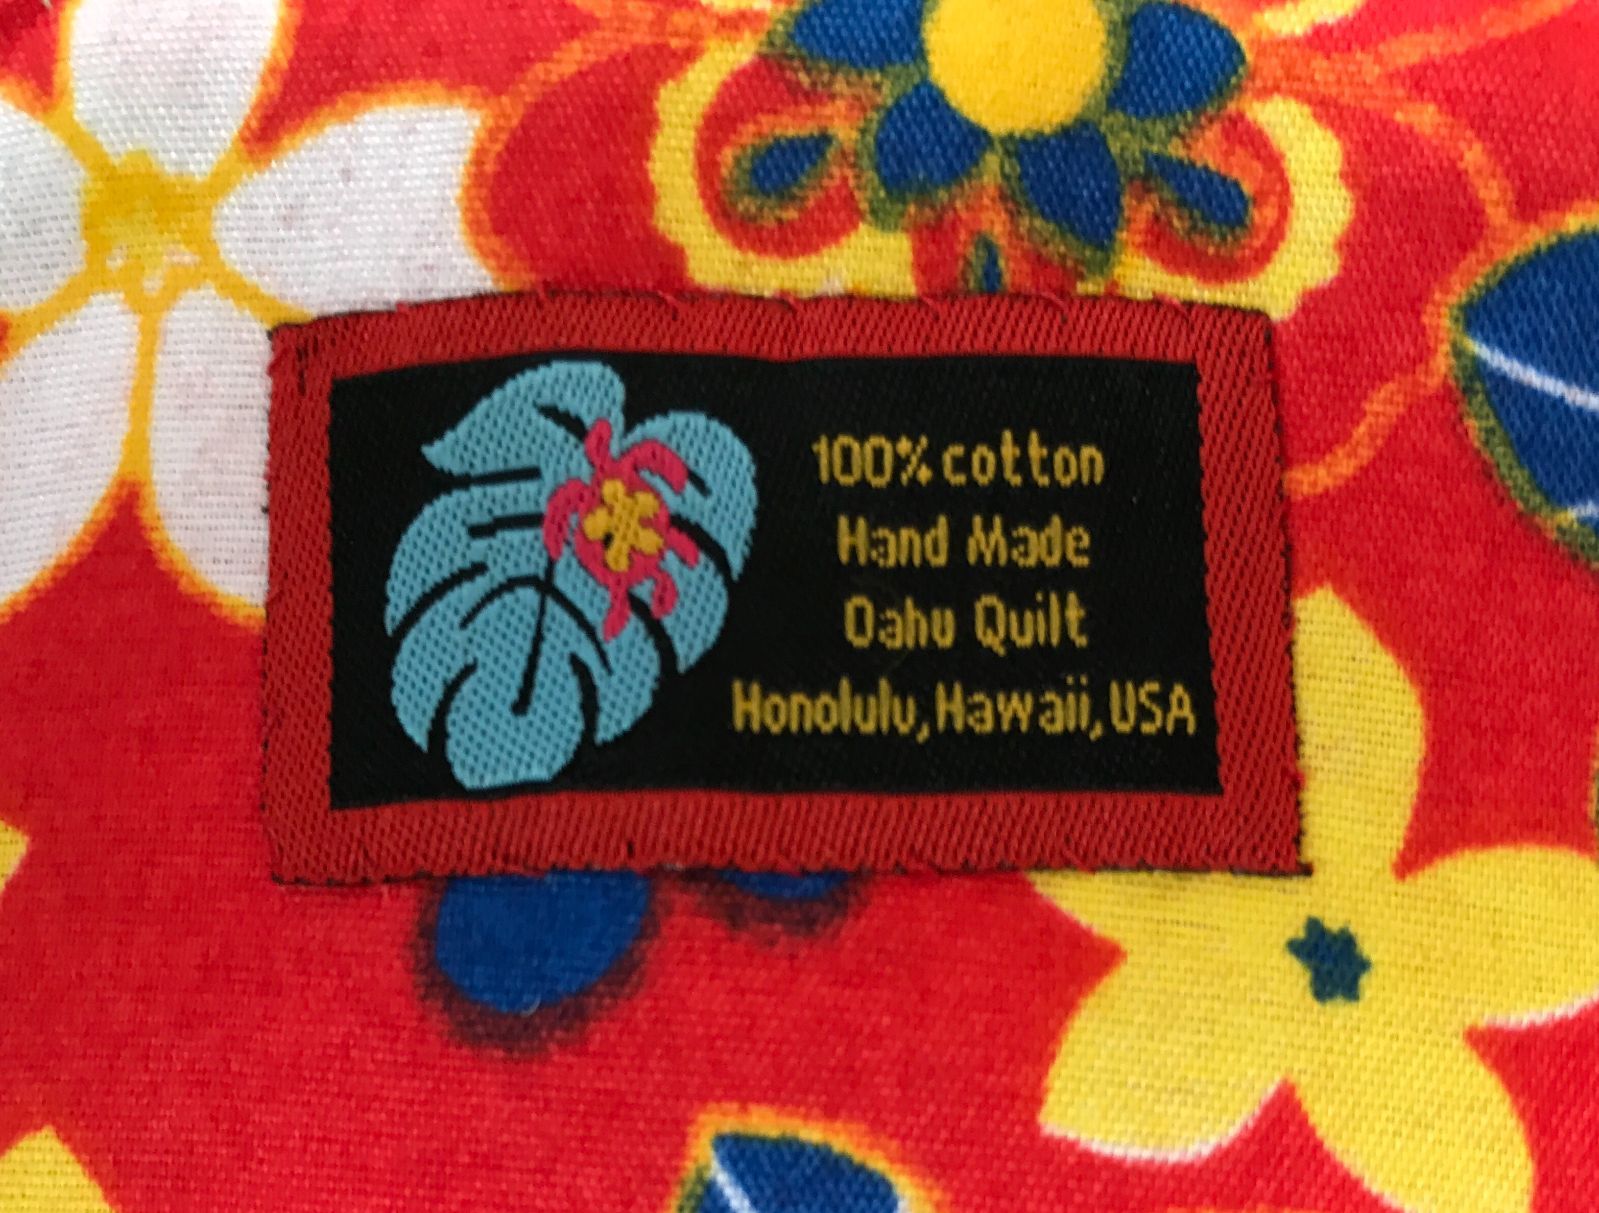 100% cotton
Hand Made
Oahu Quilt
Honolulu, Hawaii, USA